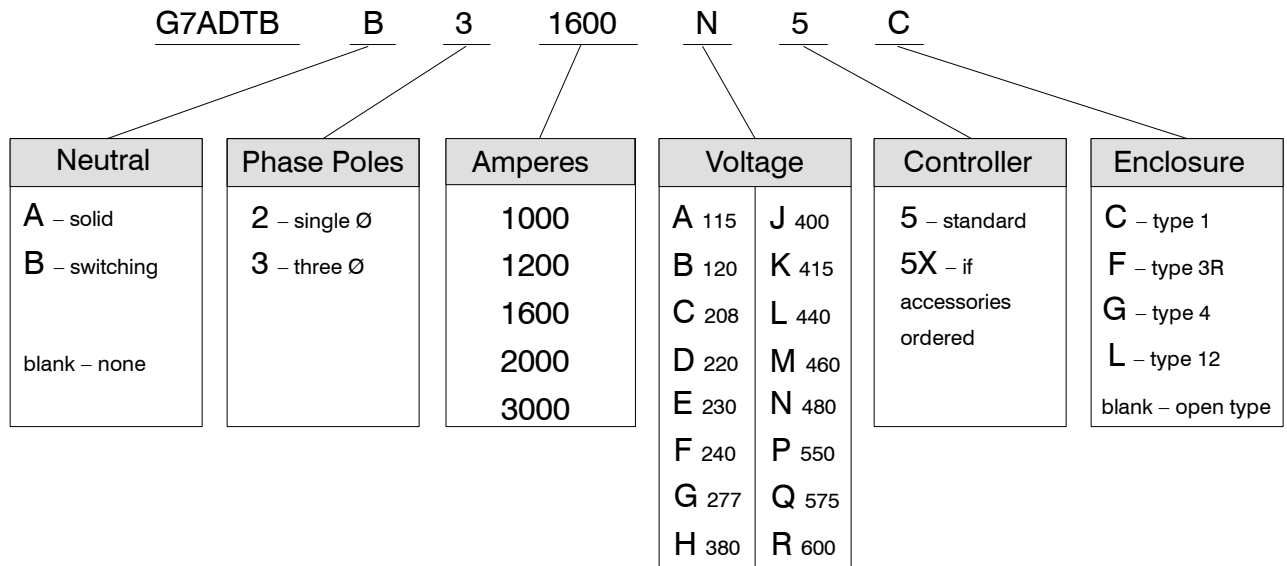 G7ADTB B 3 1600 N 5 C
Neutral
A – solid
B – switching
blank – none
Phase Poles
2 – single Ø
3 – three Ø
Amperes
1000
1200
1600
2000
3000
Voltage
A 115 J 400
B 120 K 415
C 208 L 440
D 220 M 460
E 230 N 480
F 240 P 550
G 277 Q 575
H 380 R 600
Controller
5 – standard
5X – if
accessories
ordered
Enclosure
C – type 1
F – type 3R
G – type 4
L – type 12
blank – open type